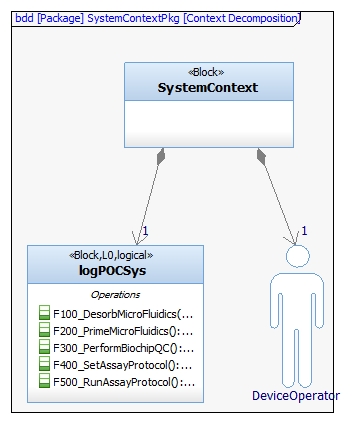 bdd [Package] SystemContextPkg [Context Decomposition]
«Block»
SystemContext
1
1
«Block,L0,logical»
logPOCSys
Operations
F100_DesorbMicroFluidics(...
F200_PrimeMicroFluidics():...
F300_PerformBiochipQC():...
F400_SetAssayProtocol():...
F500_RunAssayProtocol():...
DeviceOperator